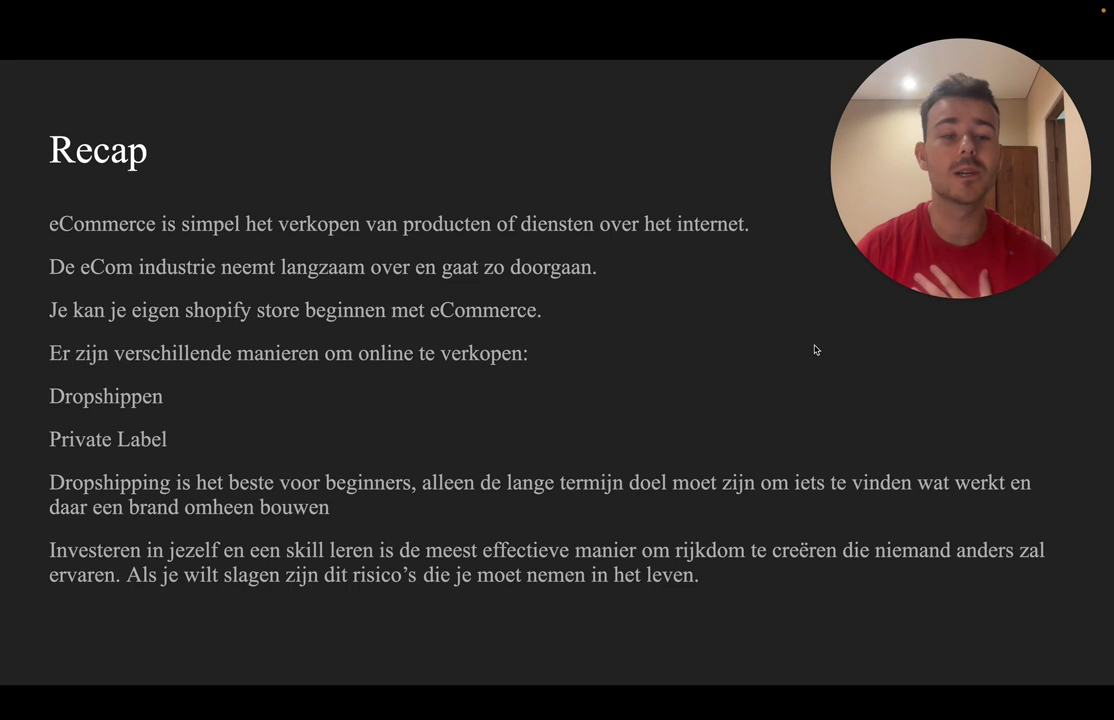 Recap
eCommerce is simpel het verkopen van producten of diensten over het internet.
De eCom industrie neemt langzaam over en gaat zo doorgaan.
Je kan je eigen shopify store beginnen met eCommerce.
Er zijn verschillende manieren om online te verkopen:
Dropshippen
Private Label
Dropshipping is het beste voor beginners, alleen de lange termijn doel moet zijn om iets te vinden wat werkt en
daar een brand omheen bouwen
Investeren in jezelf en een skill leren is de meest effectieve manier om rijkdom te creëren die niemand anders zal
ervaren. Als je wilt slagen zijn dit risico’s die je moet nemen in het leven.